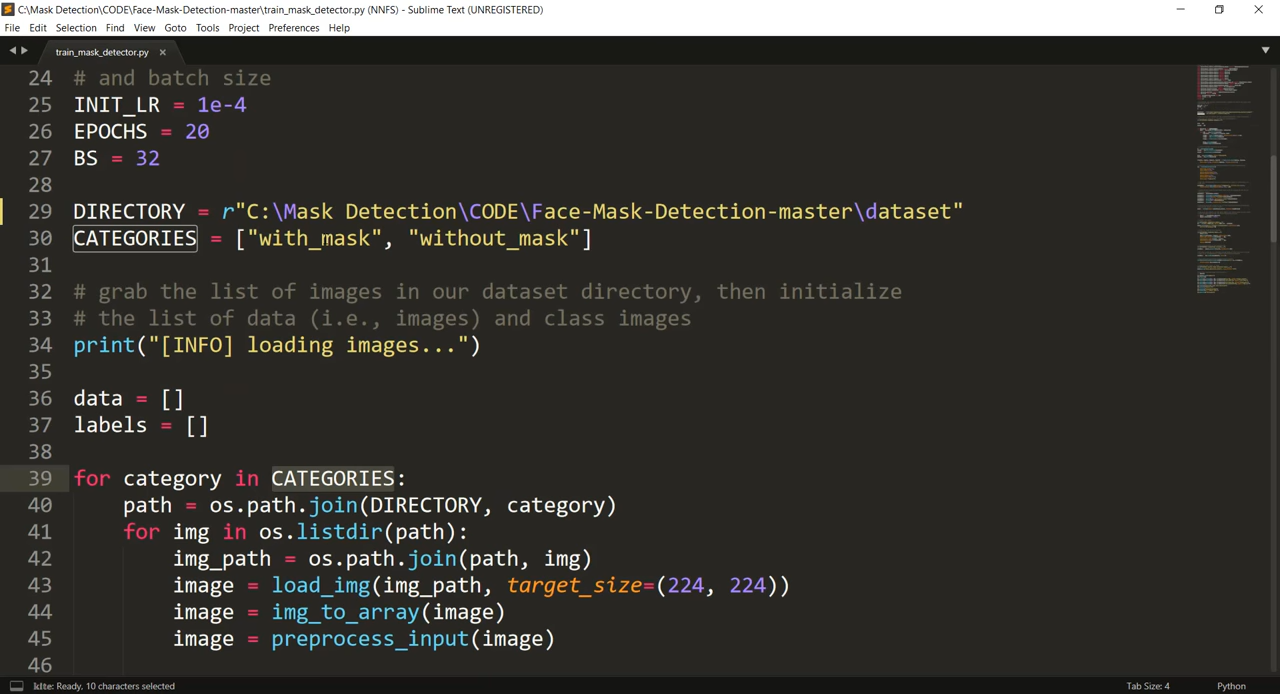 C:\Mask Detection\CODE\Face-Mask-Detection-master\train_mask_detector.py (NNFS) - Sublime Text (UNREGISTERED)
File Edit Selection Find View Goto Tools Project Preferences Help
train_mask_detector.py
24 # and batch size
25 INIT_LR = 1e-4
26 EPOCHS = 20
27 BS = 32
28
29 DIRECTORY = r"C:\Mask Detection\CODE\Face-Mask-Detection-master\dataset"
30 CATEGORIES = ["with_mask", "without_mask"]
31
32 # grab the list of images in our dataset directory, then initialize
33 # the list of data (i.e., images) and class images
34 print("[INFO] loading images...")
35
36 data = []
37 labels = []
38
39 for category in CATEGORIES:
40     path = os.path.join(DIRECTORY, category)
41     for img in os.listdir(path):
42         img_path = os.path.join(path, img)
43         image = load_img(img_path, target_size=(224, 224))
44         image = img_to_array(image)
45         image = preprocess_input(image)
46
Ready, 10 characters selected Tab Size: 4 Python